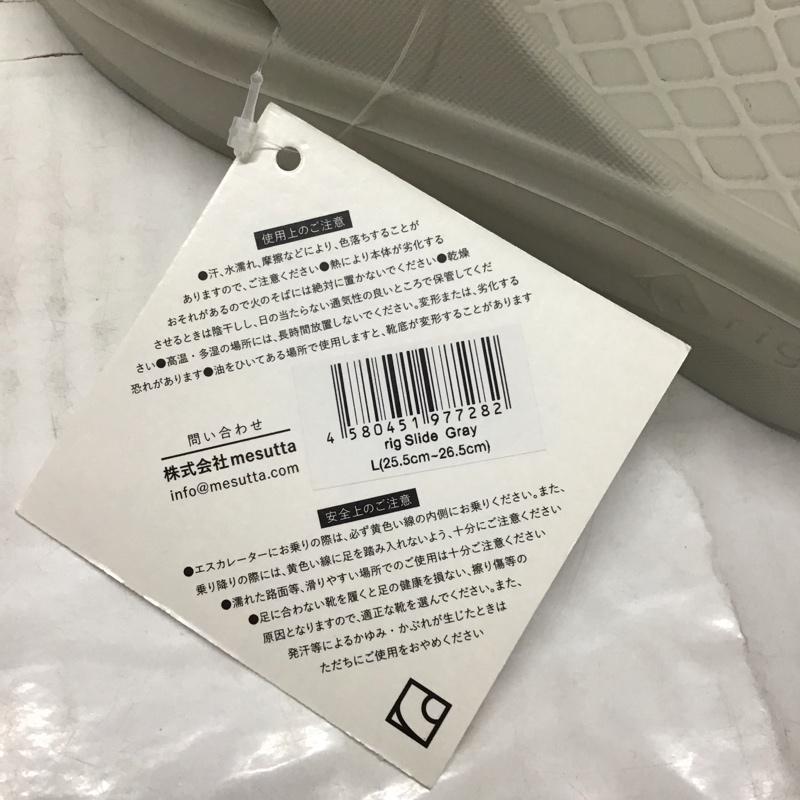 使用上のご注意
●汗、水濡れ、摩擦などにより、色落ちすることが
ありますので、ご注意ください●熱により本体が劣化する
おそれがあるので火のそばには絶対に置かないでください●乾燥
させるときは陰干しし、日の当たらない通気性の良いところで保管してくだ
さい●高温・多湿の場所には、長時間放置しないでください。変形または、劣化する
恐れがあります●油をひいてある場所で使用しますと、靴底が変形することがあります
4 580451 977282
rig Slide Gray
L(25.5cm~26.5cm)
問い合わせ
株式会社mesutta
info@mesutta.com
安全上のご注意
●エスカレーターにお乗りの際は、必ず黄色い線の内側にお乗りください。また、
乗り降りの際には、黄色い線に足を踏み入れないよう、十分にご注意ください
●濡れた路面等、滑りやすい場所でのご使用は十分ご注意ください
●足に合わない靴を履くと足の健康を損ない、擦り傷等の
原因となりますので、適正な靴を選んでください。また、
発汗等によるかゆみ・かぶれが生じたときは
ただちにご使用をおやめください
rig